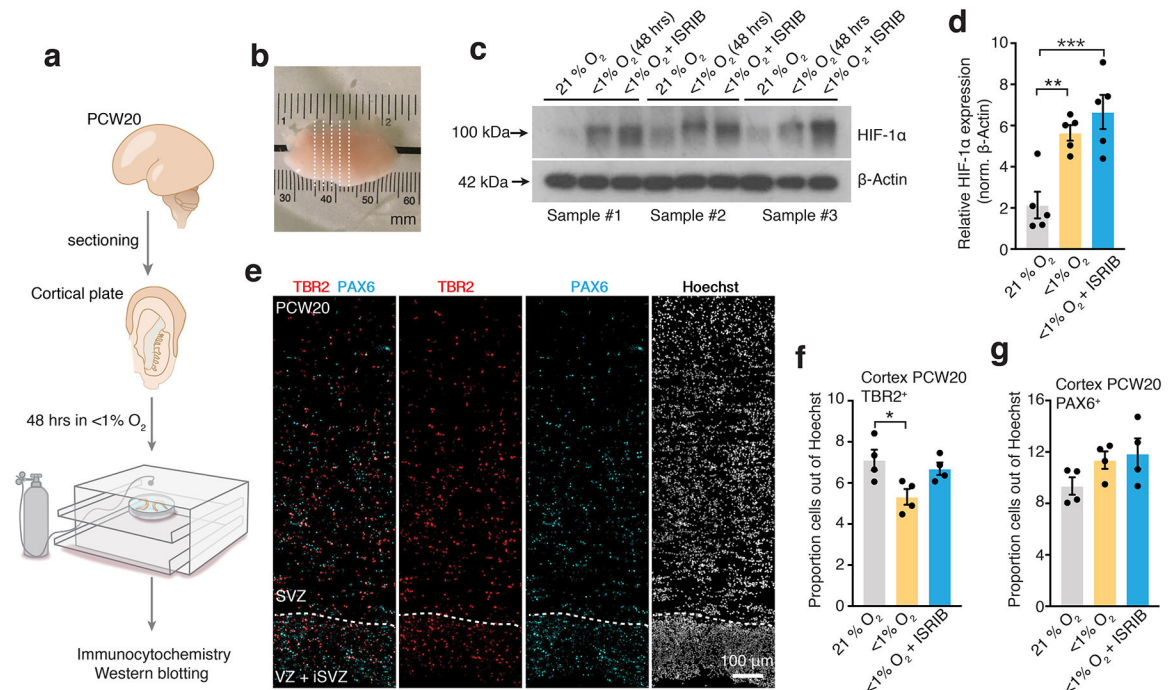 a
PCW20
sectioning
Cortical plate
48 hrs in <1% O₂
Immunocytochemistry
Western blotting
b
1 2
30 40 50 60
mm
c
21 % O₂
<1% O₂ (48 hrs)
<1% O₂ + ISRIB
21 % O₂
<1% O₂ (48 hrs)
<1% O₂ + ISRIB
21 % O₂
<1% O₂ (48 hrs)
<1% O₂ + ISRIB
100 kDa
HIF-1α
42 kDa
β-Actin
Sample #1 Sample #2 Sample #3
d
Relative HIF-1α expression
(norm. β-Actin)
10
8
6
4
2
0
***
**
21 % O₂
<1% O₂
<1% O₂ + ISRIB
e
TBR2 PAX6 TBR2 PAX6 Hoechst
PCW20
SVZ
VZ + iSVZ
100 µm
f
Cortex PCW20
TBR2⁺
Proportion cells out of Hoechst
10
8
6
4
2
0
*
21 % O₂
<1% O₂
<1% O₂ + ISRIB
g
Cortex PCW20
PAX6⁺
Proportion cells out of Hoechst
16
12
8
4
0
21 % O₂
<1% O₂
<1% O₂ + ISRIB